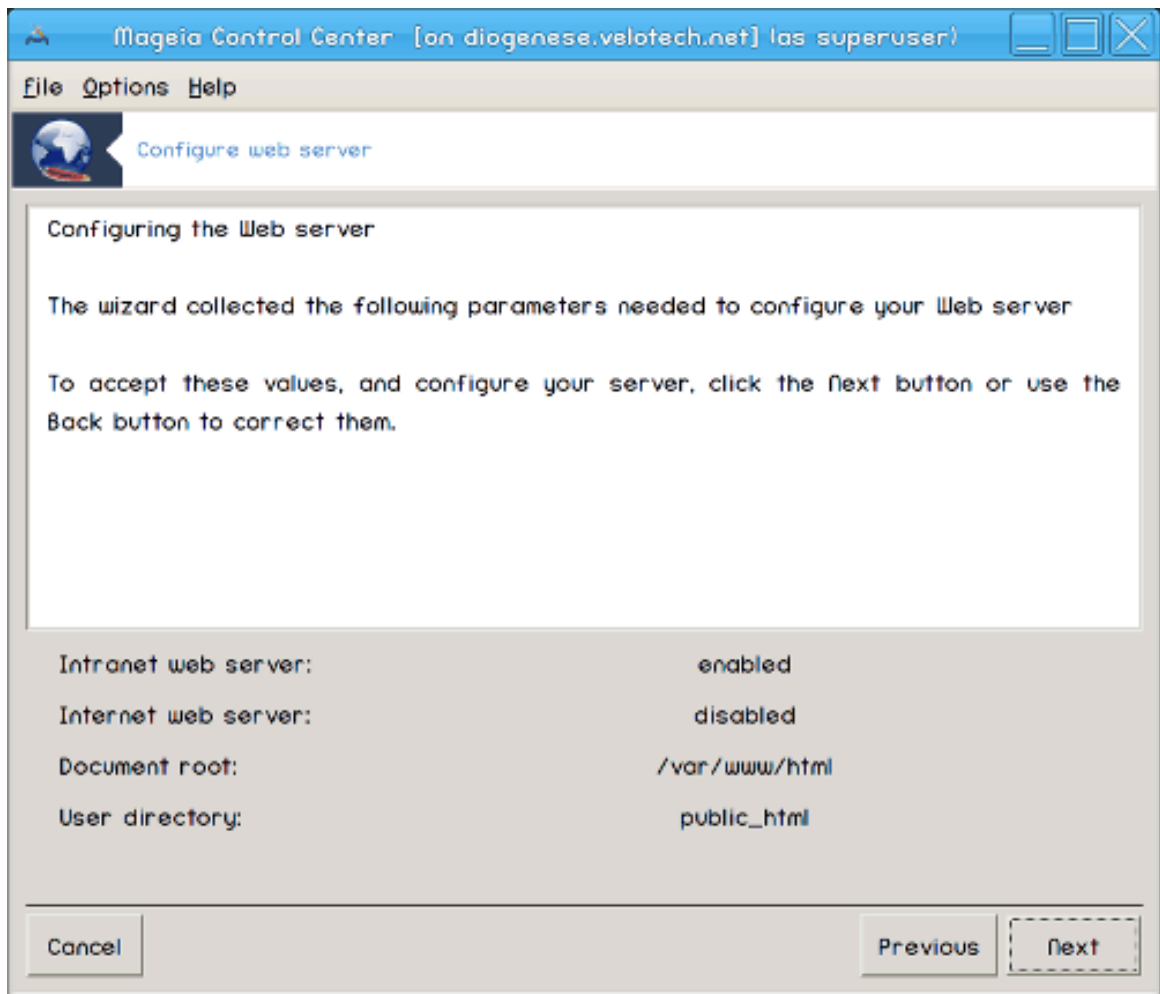 Mageia Control Center [on diogenese.velotech.net] (as superuser)
File Options Help
Configure web server
Configuring the Web server
The wizard collected the following parameters needed to configure your Web server
To accept these values, and configure your server, click the Next button or use the
Back button to correct them.
Intranet web server: enabled
Internet web server: disabled
Document root: /var/www/html
User directory: public_html
Cancel Previous Next